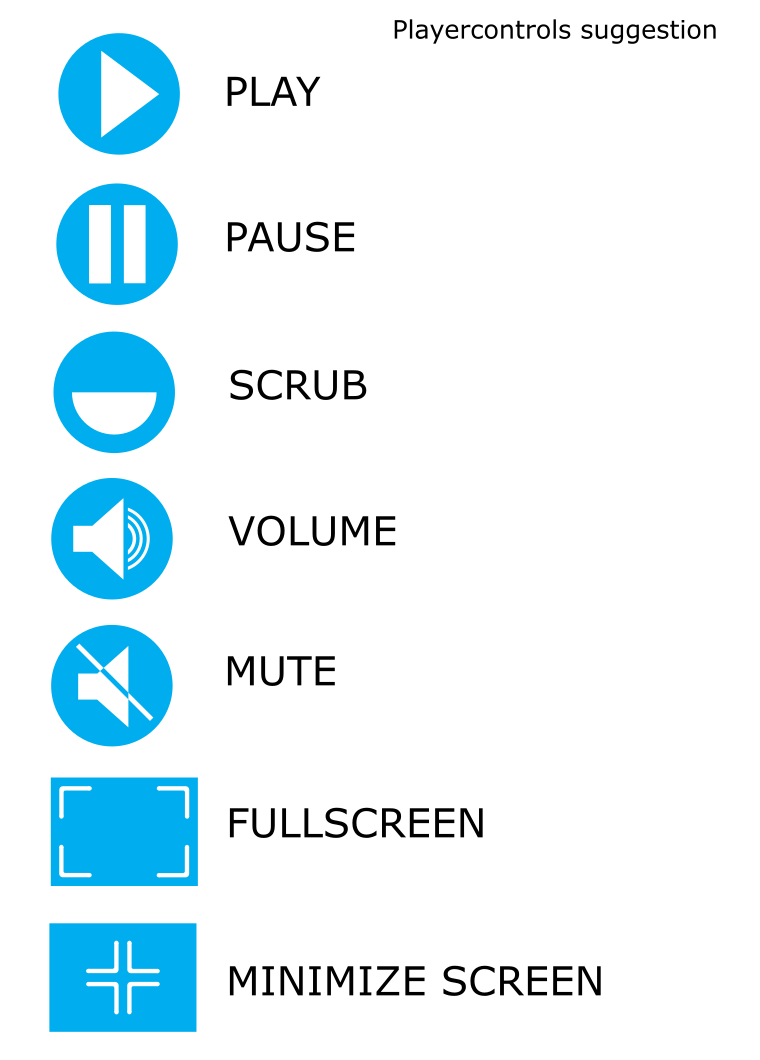 Playercontrols suggestion
PLAY
PAUSE
SCRUB
VOLUME
MUTE
FULLSCREEN
MINIMIZE SCREEN